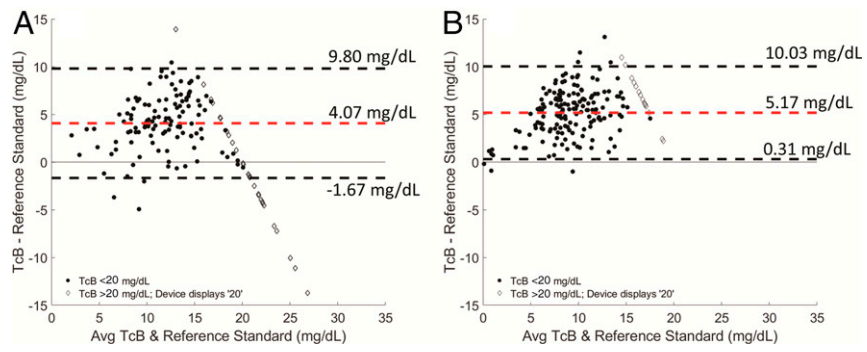 A
TcB - Reference Standard (mg/dL)
15
10
5
0
-5
-10
-15
9.80 mg/dL
4.07 mg/dL
-1.67 mg/dL
TcB <20 mg/dL
TcB >20 mg/dL; Device displays '20'
0 5 10 15 20 25 30 35
Avg TcB & Reference Standard (mg/dL)
B
TcB - Reference Standard (mg/dL)
15
10
5
0
-5
-10
-15
10.03 mg/dL
5.17 mg/dL
0.31 mg/dL
TcB <20 mg/dL
TcB >20 mg/dL; Device displays '20'
0 5 10 15 20 25 30 35
Avg TcB & Reference Standard (mg/dL)